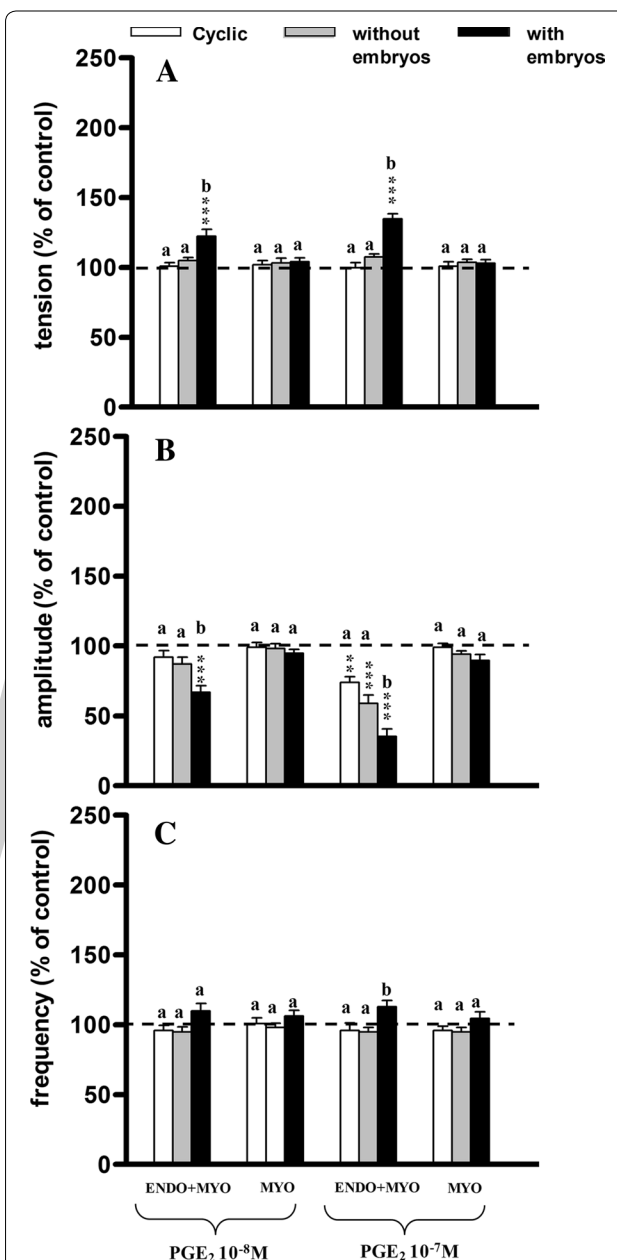 Cyclic without embryos with embryos
A
250
200
150
100
50
0
tension (% of control)
a a b *** a a a a a b *** a a a
B
250
200
150
100
50
0
amplitude (% of control)
a a b *** a a a a ** a *** b *** a a a
C
250
200
150
100
50
0
frequency (% of control)
a a a a a a a a b a a a
ENDO+MYO MYO ENDO+MYO MYO
PGE₂ 10⁻⁸M PGE₂ 10⁻⁷M